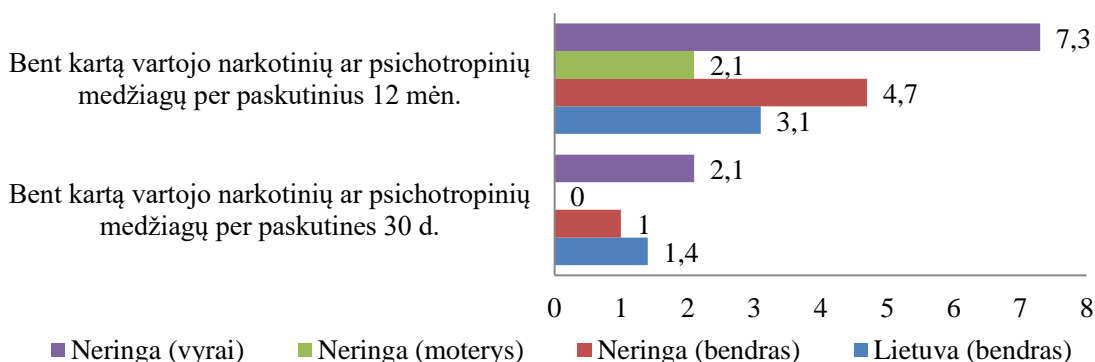 Bent kartą vartojo narkotinių ar psichotropinių
medžiagų per paskutinius 12 mėn.
7,3
2,1
4,7
3,1
Bent kartą vartojo narkotinių ar psichotropinių
medžiagų per paskutines 30 d.
2,1
0
1
1,4
0 1 2 3 4 5 6 7 8
Neringa (vyrai) Neringa (moterys) Neringa (bendras) Lietuva (bendras)